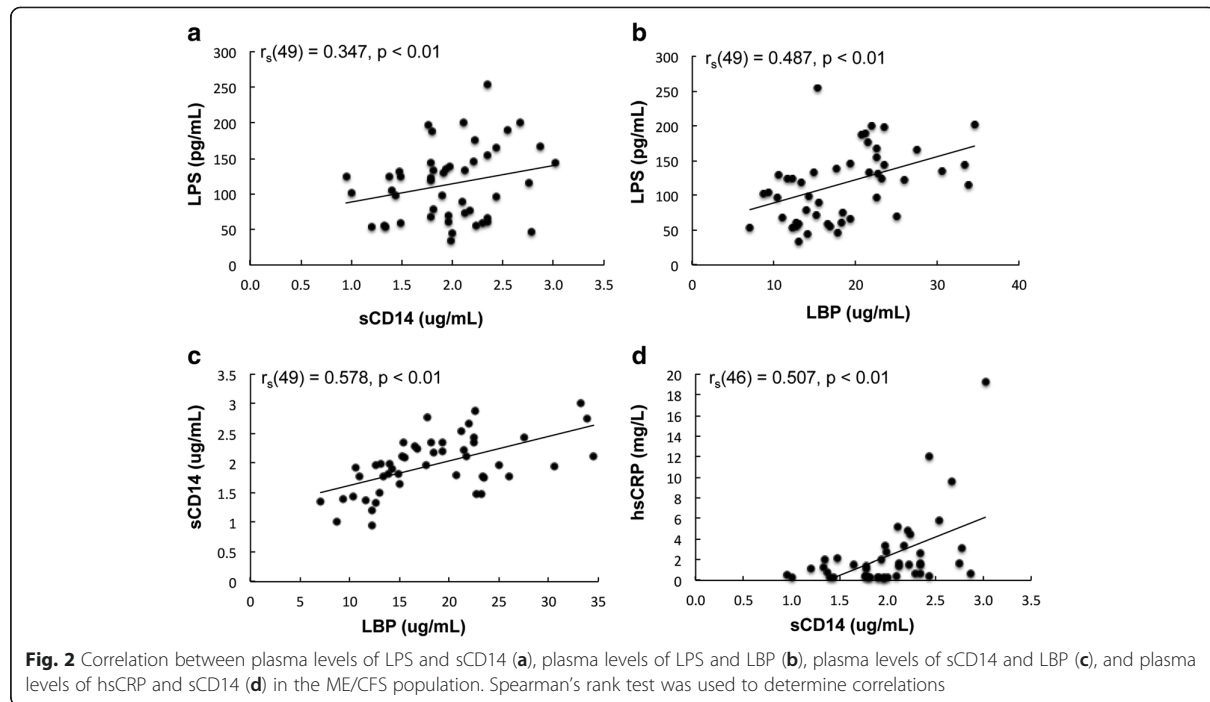 a
r_s(49) = 0.347, p < 0.01
LPS (pg/mL)
300
250
200
150
100
50
0
0.0 0.5 1.0 1.5 2.0 2.5 3.0 3.5
sCD14 (ug/mL)
b
r_s(49) = 0.487, p < 0.01
LPS (pg/mL)
300
250
200
150
100
50
0
0 10 20 30 40
LBP (ug/mL)
c
r_s(49) = 0.578, p < 0.01
sCD14 (ug/mL)
3.5
3
2.5
2
1.5
1
0.5
0
0 5 10 15 20 25 30 35
LBP (ug/mL)
d
r_s(46) = 0.507, p < 0.01
hsCRP (mg/L)
20
18
16
14
12
10
8
6
4
2
0
0.0 0.5 1.0 1.5 2.0 2.5 3.0 3.5
sCD14 (ug/mL)
Fig. 2 Correlation between plasma levels of LPS and sCD14 (a), plasma levels of LPS and LBP (b), plasma levels of sCD14 and LBP (c), and plasma
levels of hsCRP and sCD14 (d) in the ME/CFS population. Spearman's rank test was used to determine correlations